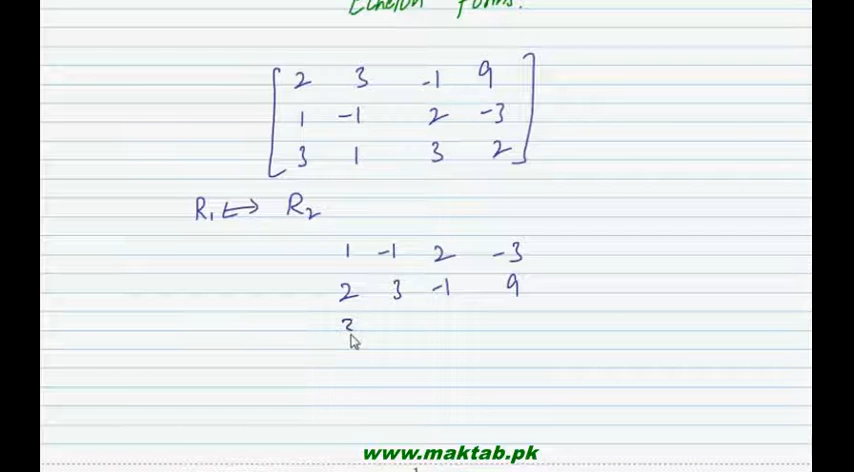 Echelon forms.
2 3 -1 9
1 -1 2 -3
3 1 3 2
R₁ ↔ R₂
1 -1 2 -3
2 3 -1 9
www.maktab.pk